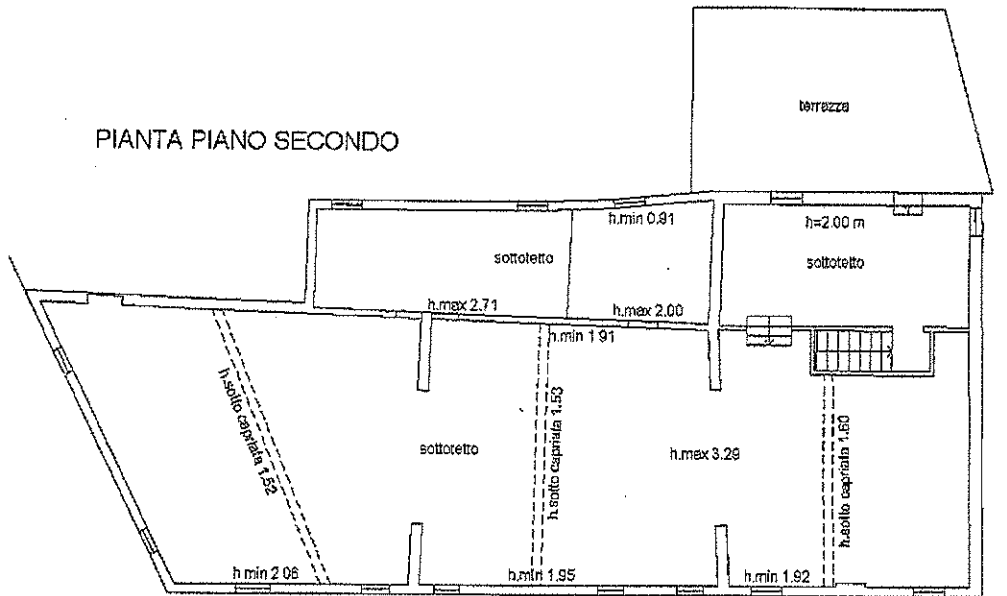 terrazza
PIANTA PIANO SECONDO
h.min 0.91
h=2.00 m
sottotetto
sottotetto
h.max 2.71
h.max 2.00
h.min 1.91
h.sotto capriata 1.52
h.sotto capriata 1.53
h.sotto capriata 1.60
sottotetto
h.max 3.29
h min 2.06
h.min 1.95
h.min 1.92